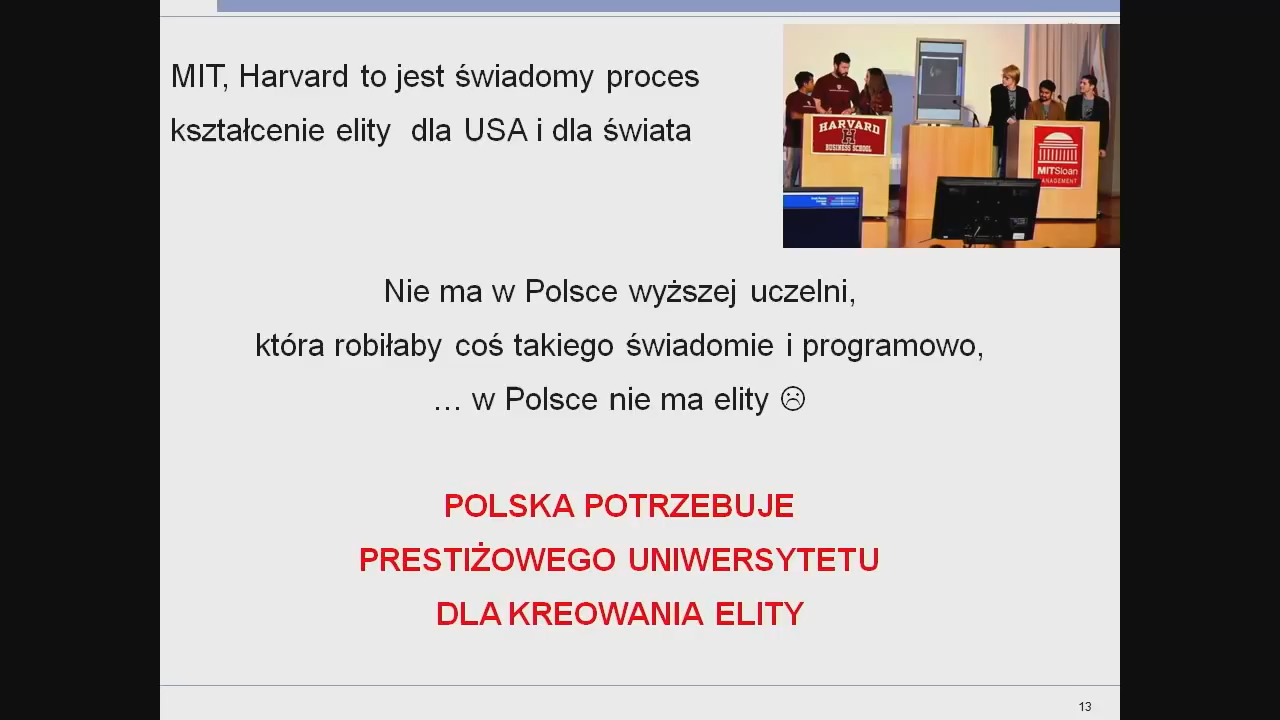 MIT, Harvard to jest świadomy proces
kształcenie elity dla USA i dla świata
HARVARD
H
BUSINESS SCHOOL
MITSloan
MANAGEMENT
Nie ma w Polsce wyższej uczelni,
która robiłaby coś takiego świadomie i programowo,
... w Polsce nie ma elity ☹
POLSKA POTRZEBUJE
PRESTIŻOWEGO UNIWERSYTETU
DLA KREOWANIA ELITY
13